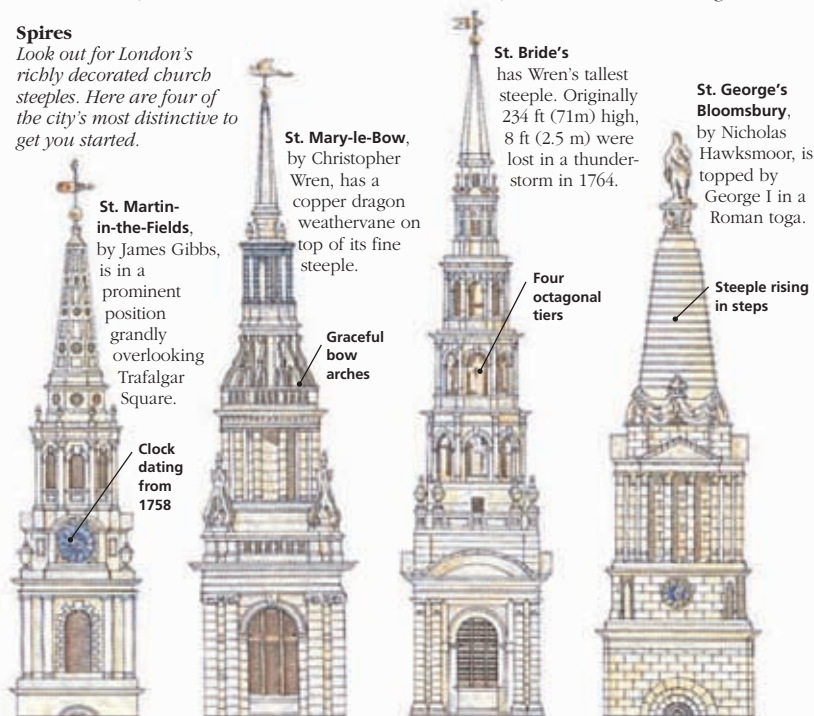 Spires
Look out for London's
richly decorated church
steeples. Here are four of
the city's most distinctive to
get you started.
St. Martin-
in-the-Fields,
by James Gibbs,
is in a
prominent
position
grandly
overlooking
Trafalgar
Square.
Clock
dating
from
1758
St. Mary-le-Bow,
by Christopher
Wren, has a
copper dragon
weathervane on
top of its fine
steeple.
Graceful
bow
arches
St. Bride's
has Wren's tallest
steeple. Originally
234 ft (71m) high,
8 ft (2.5 m) were
lost in a thunder-
storm in 1764.
Four
octagonal
tiers
St. George's
Bloomsbury,
by Nicholas
Hawksmoor, is
topped by
George I in a
Roman toga.
Steeple rising
in steps